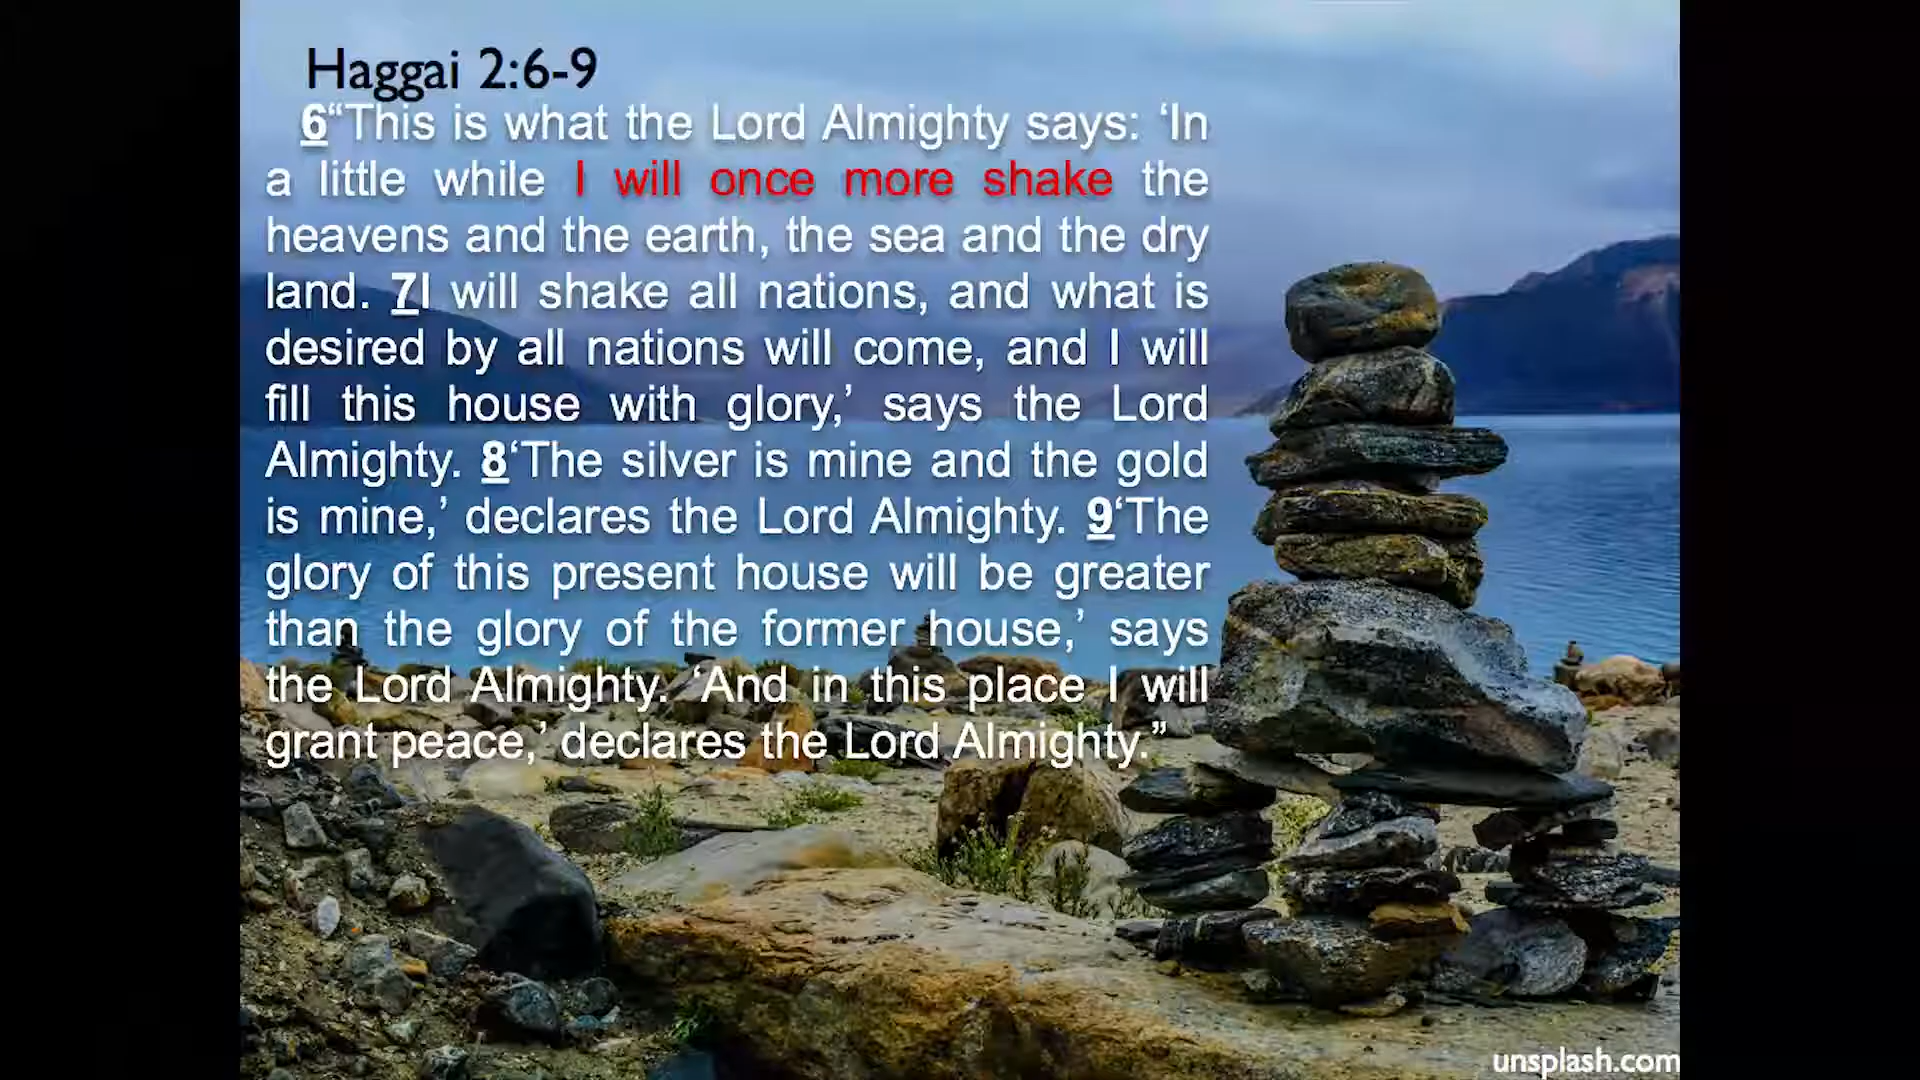 Haggai 2:6-9
6“This is what the Lord Almighty says: ‘In
a little while I will once more shake the
heavens and the earth, the sea and the dry
land. 7I will shake all nations, and what is
desired by all nations will come, and I will
fill this house with glory,’ says the Lord
Almighty. 8‘The silver is mine and the gold
is mine,’ declares the Lord Almighty. 9‘The
glory of this present house will be greater
than the glory of the former house,’ says
the Lord Almighty. ‘And in this place I will
grant peace,’ declares the Lord Almighty.”
unsplash.com